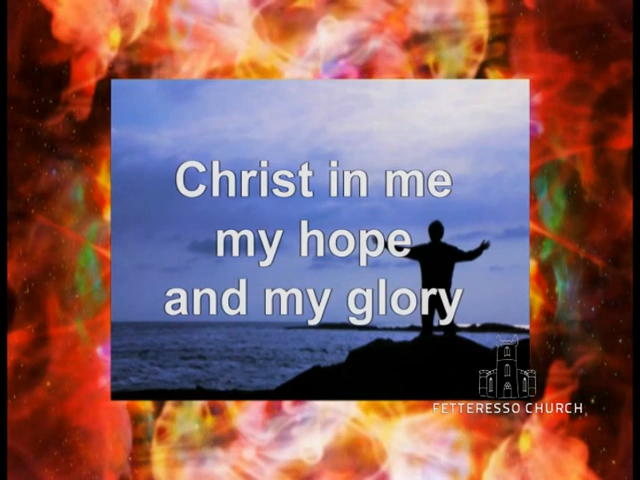 Christ in me
my hope
and my glory
FETTERESSO CHURCH